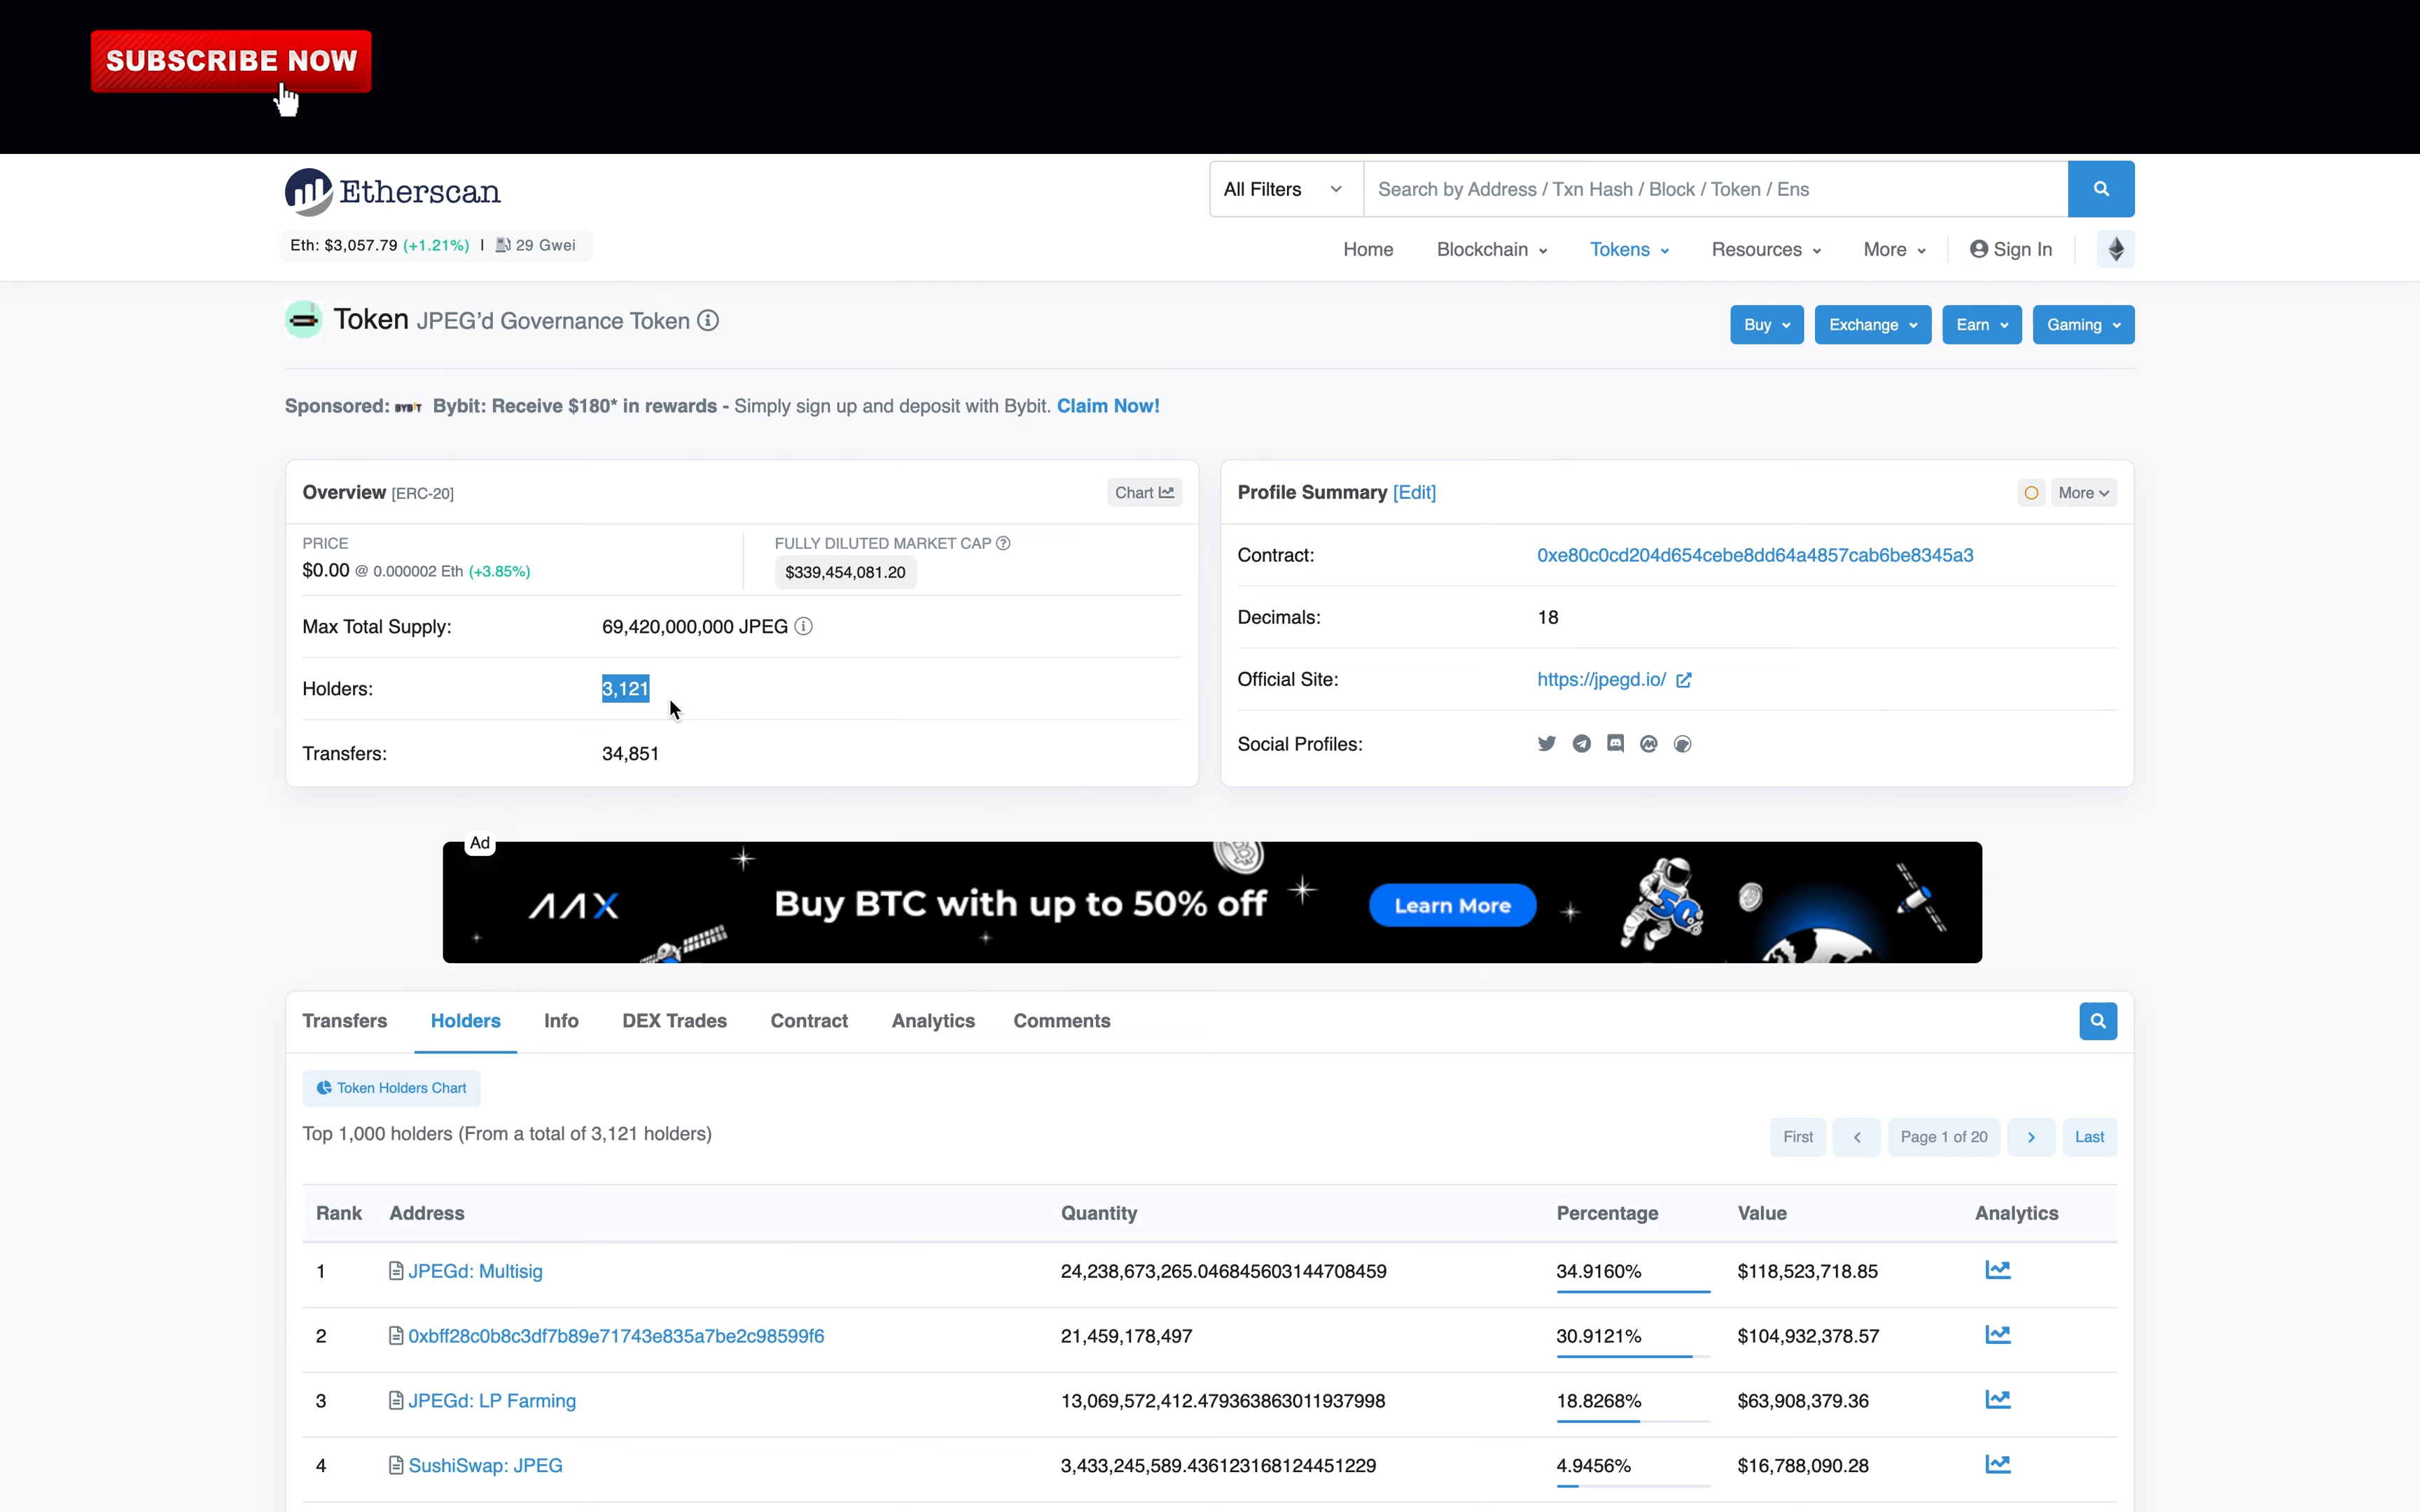 SUBSCRIBE NOW
Etherscan
All Filters
Search by Address / Txn Hash / Block / Token / Ens
Eth: $3,057.79 (+1.21%) | 29 Gwei
Home Blockchain Tokens Resources More Sign In
Token JPEG’d Governance Token
Buy Exchange Earn Gaming
Sponsored: BYBIT Bybit: Receive $180* in rewards - Simply sign up and deposit with Bybit. Claim Now!
Overview [ERC-20] Chart
PRICE
$0.00 @ 0.000002 Eth (+3.85%)
FULLY DILUTED MARKET CAP
$339,454,081.20
Max Total Supply: 69,420,000,000 JPEG
Holders: 3,121
Transfers: 34,851
Profile Summary [Edit] More
Contract: 0xe80c0cd204d654cebe8dd64a4857cab6be8345a3
Decimals: 18
Official Site: https://jpegd.io/
Social Profiles:
Ad
AAX Buy BTC with up to 50% off Learn More
Transfers Holders Info DEX Trades Contract Analytics Comments
Token Holders Chart
Top 1,000 holders (From a total of 3,121 holders)
First Page 1 of 20 Last
Rank Address Quantity Percentage Value Analytics
1 JPEGd: Multisig 24,238,673,265.046845603144708459 34.9160% $118,523,718.85
2 0xbff28c0b8c3df7b89e71743e835a7be2c98599f6 21,459,178,497 30.9121% $104,932,378.57
3 JPEGd: LP Farming 13,069,572,412.479363863011937998 18.8268% $63,908,379.36
4 SushiSwap: JPEG 3,433,245,589.436123168124451229 4.9456% $16,788,090.28